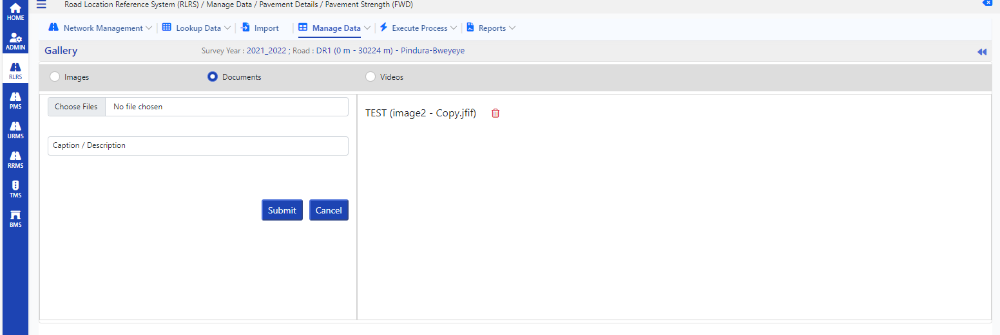 Road Location Reference System (RLRS) / Manage Data / Pavement Details / Pavement Strength (FWD)
HOME
ADMIN
RLRS
PMS
URMS
RRMS
TMS
BMS
Network Management Lookup Data Import Manage Data Execute Process Reports
Gallery Survey Year : 2021_2022 ; Road : DR1 (0 m - 30224 m) - Pindura-Bweyeye
Images Documents Videos
Choose Files No file chosen
TEST (image2 - Copy.jfif)
Caption / Description
Submit Cancel